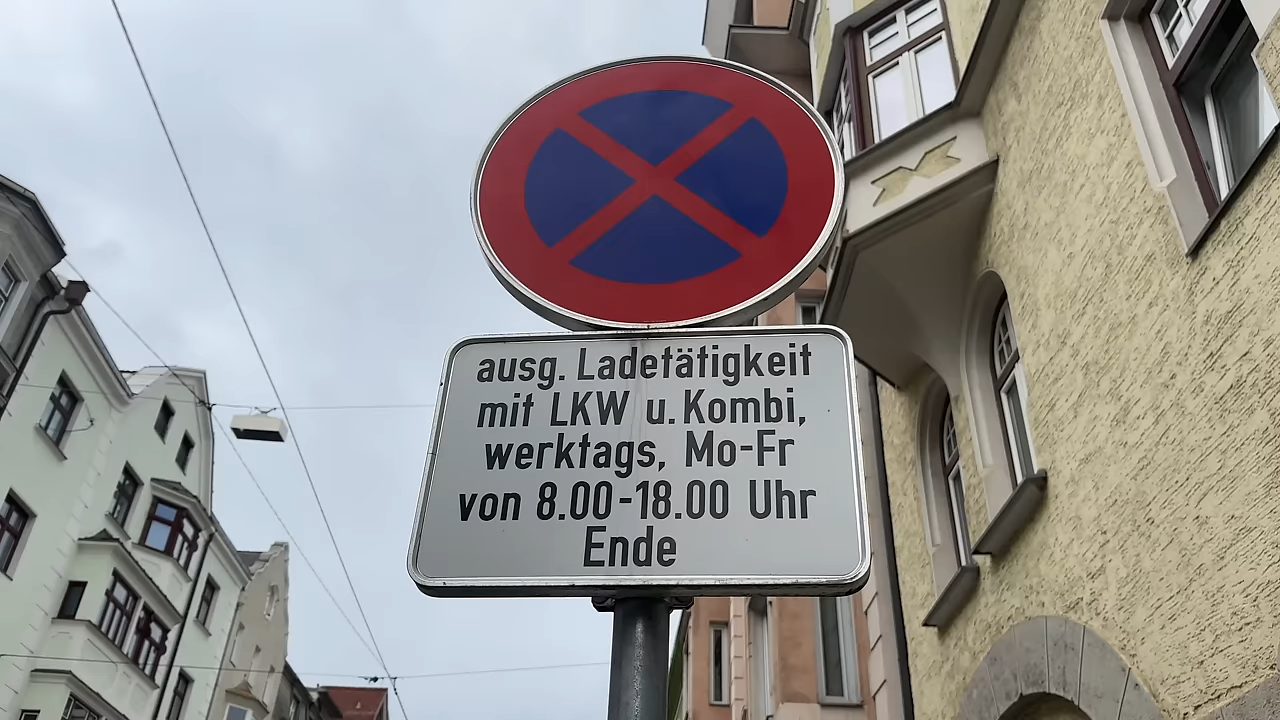 ausg. Ladetätigkeit
mit LKW u. Kombi,
werktags, Mo-Fr
von 8.00-18.00 Uhr
Ende